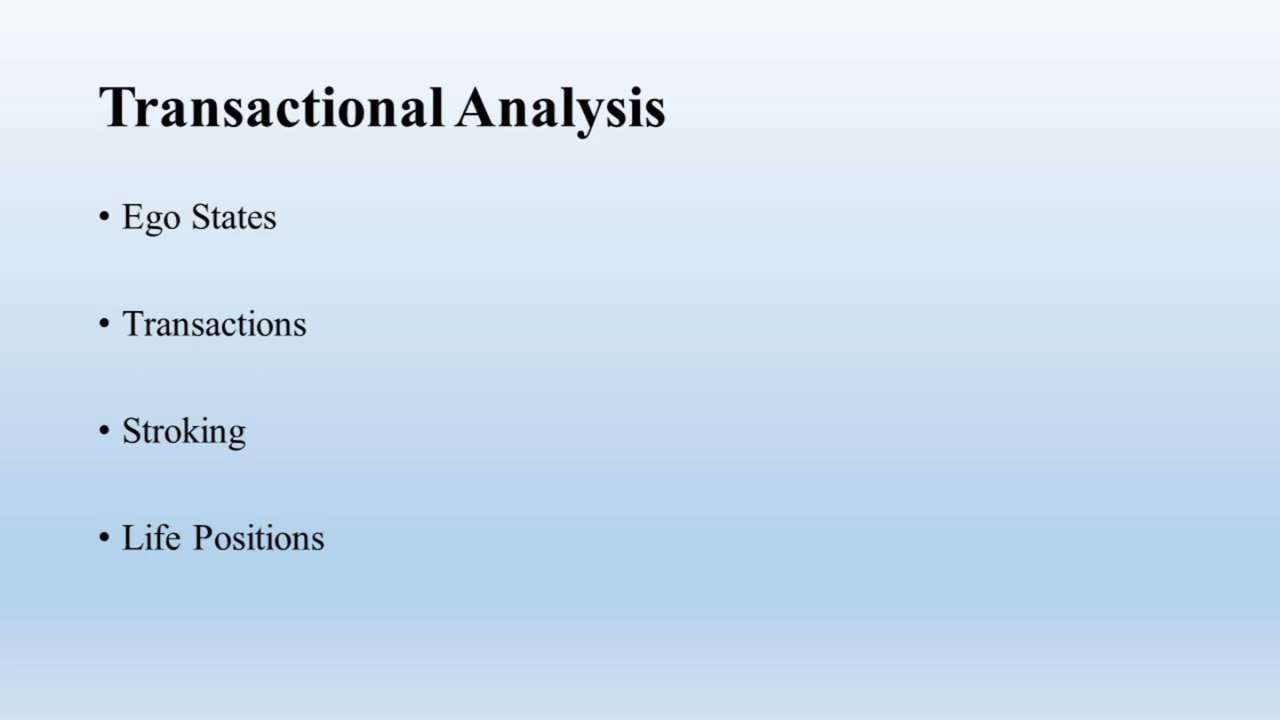 Transactional Analysis
• Ego States
• Transactions
• Stroking
• Life Positions